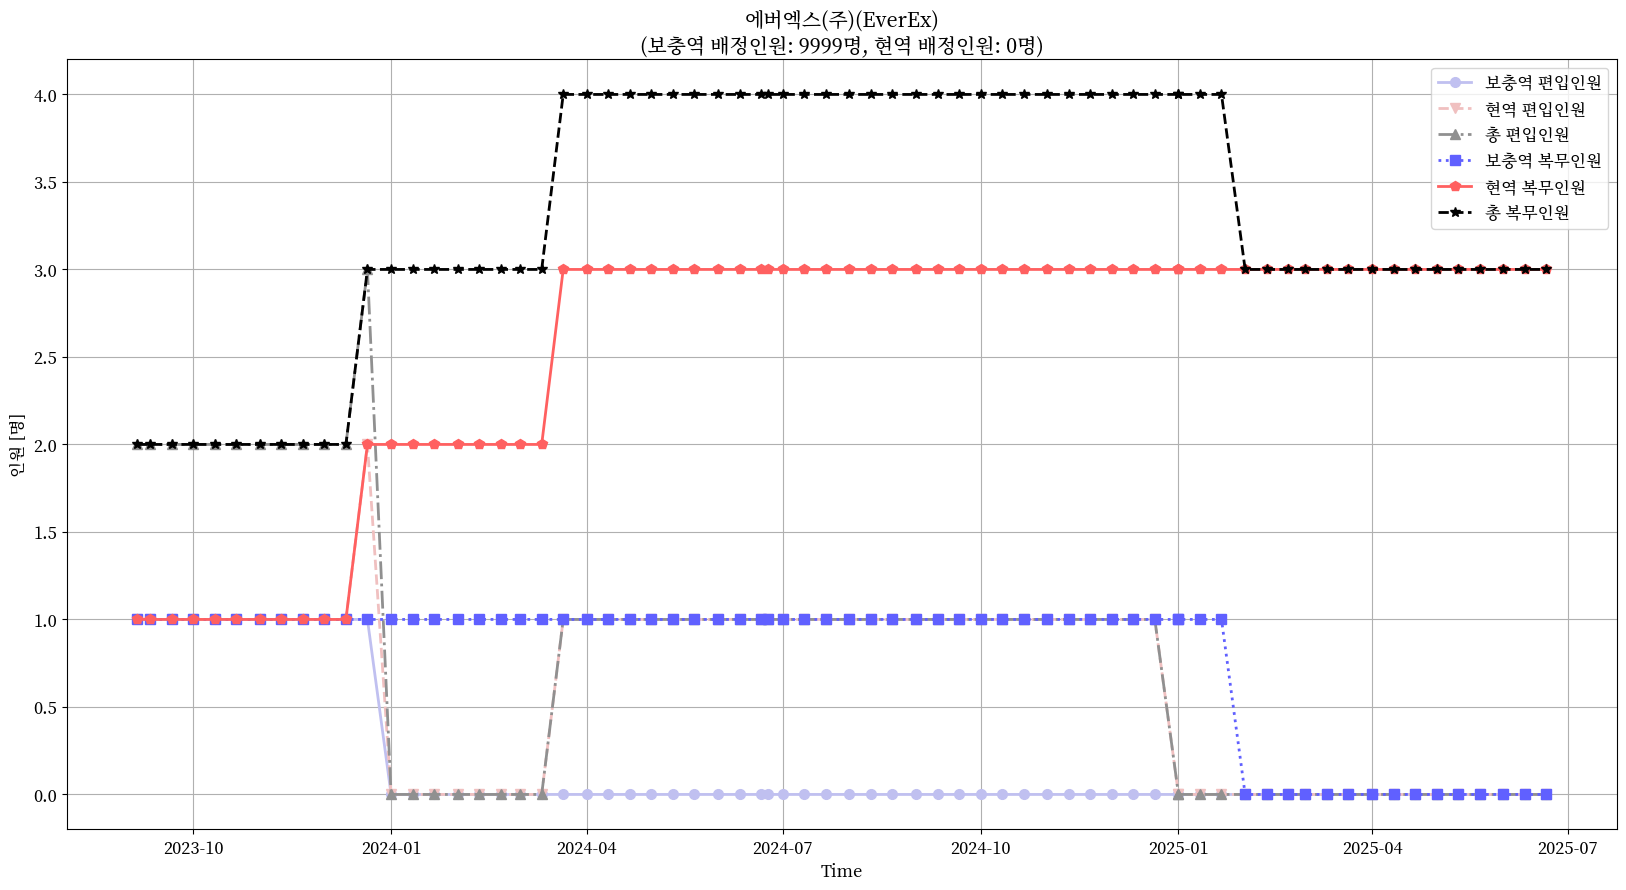 에버엑스(주)(EverEx)
(보충역 배정인원: 9999명, 현역 배정인원: 0명)
보충역 편입인원
현역 편입인원
총 편입인원
보충역 복무인원
현역 복무인원
총 복무인원
인원 [명]
4.0
3.5
3.0
2.5
2.0
1.5
1.0
0.5
0.0
2023-10
2024-01
2024-04
2024-07
2024-10
2025-01
2025-04
2025-07
Time